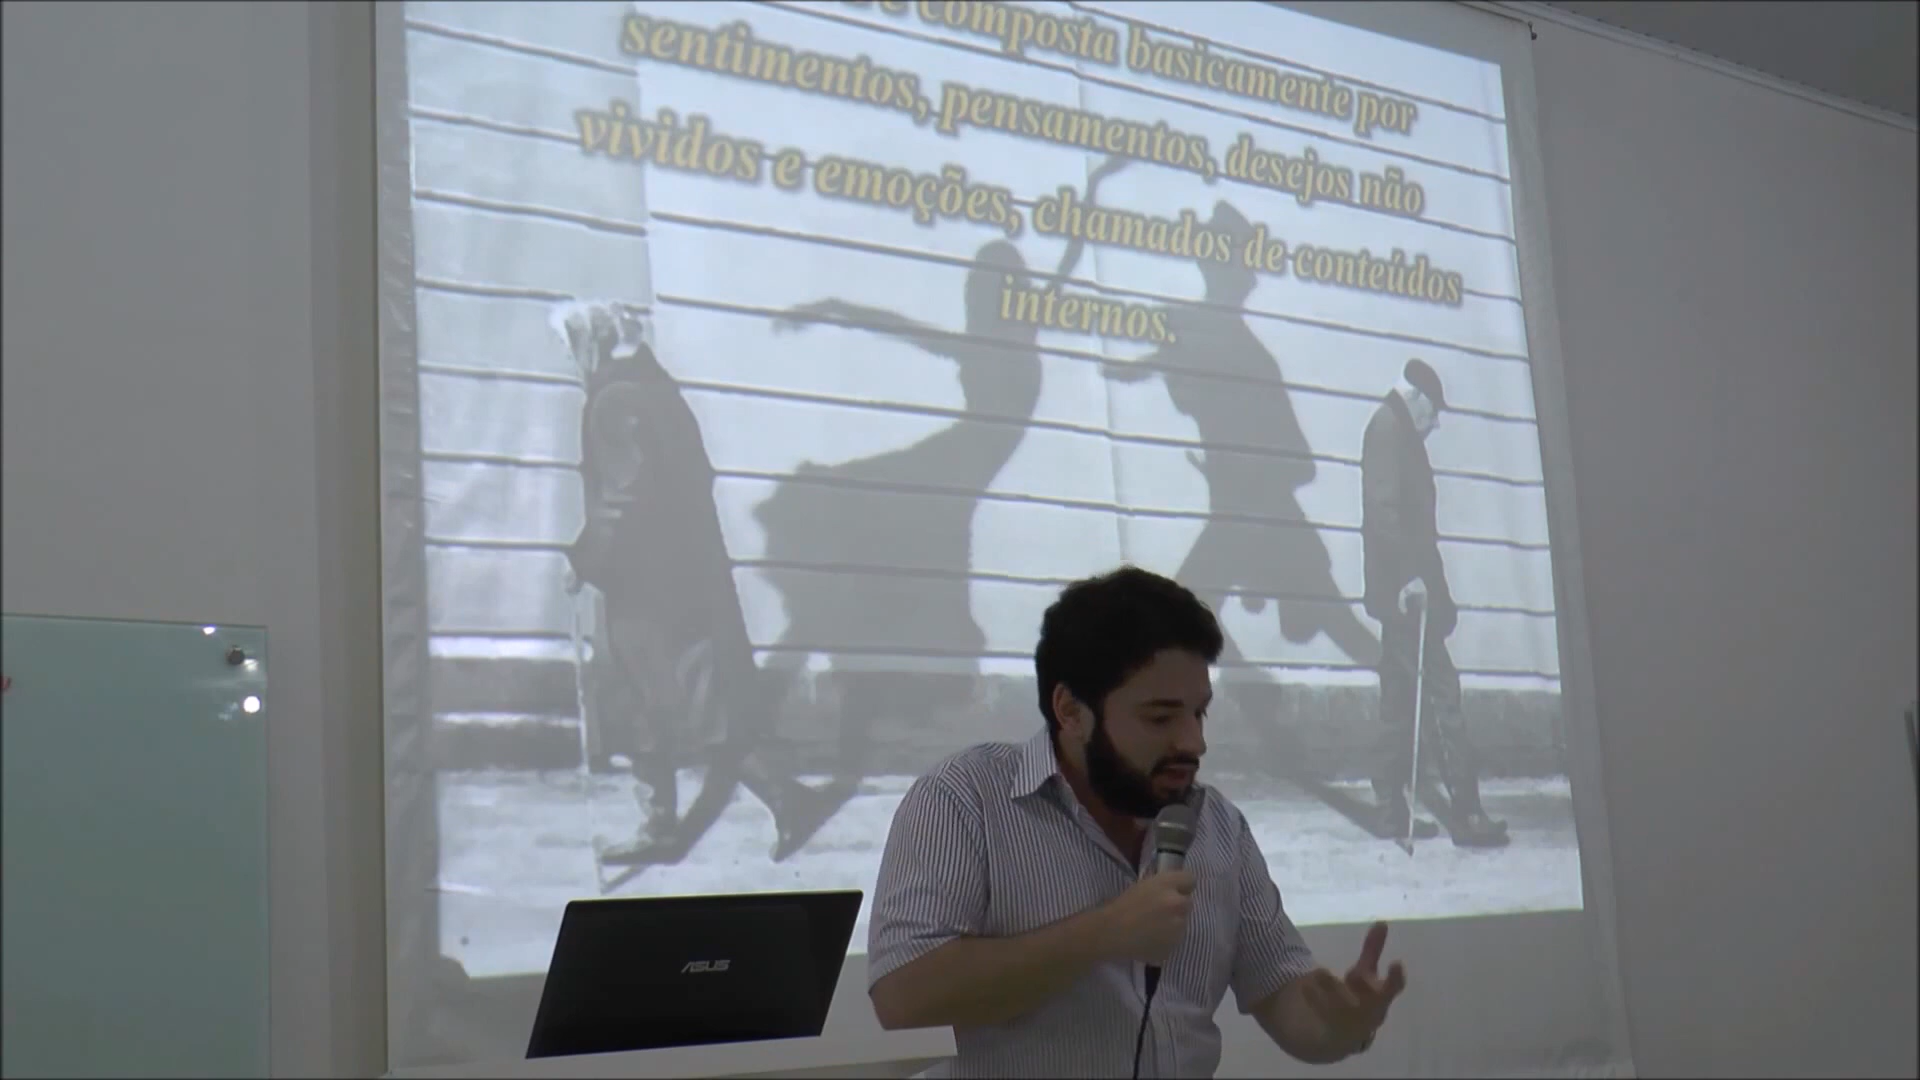 composta basicamente por
sentimentos, pensamentos, desejos não
vividos e emoções, chamados de conteúdos
internos.
ASUS